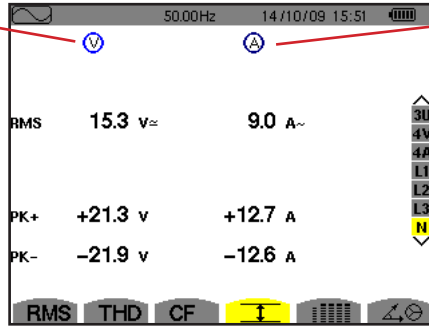 50.00Hz 14/10/09 15:51
V A
RMS 15.3 V≃ 9.0 A~
3U
4V
4A
L1
L2
L3
N
PK+ +21.3 V +12.7 A
PK- -21.9 V -12.6 A
RMS THD CF